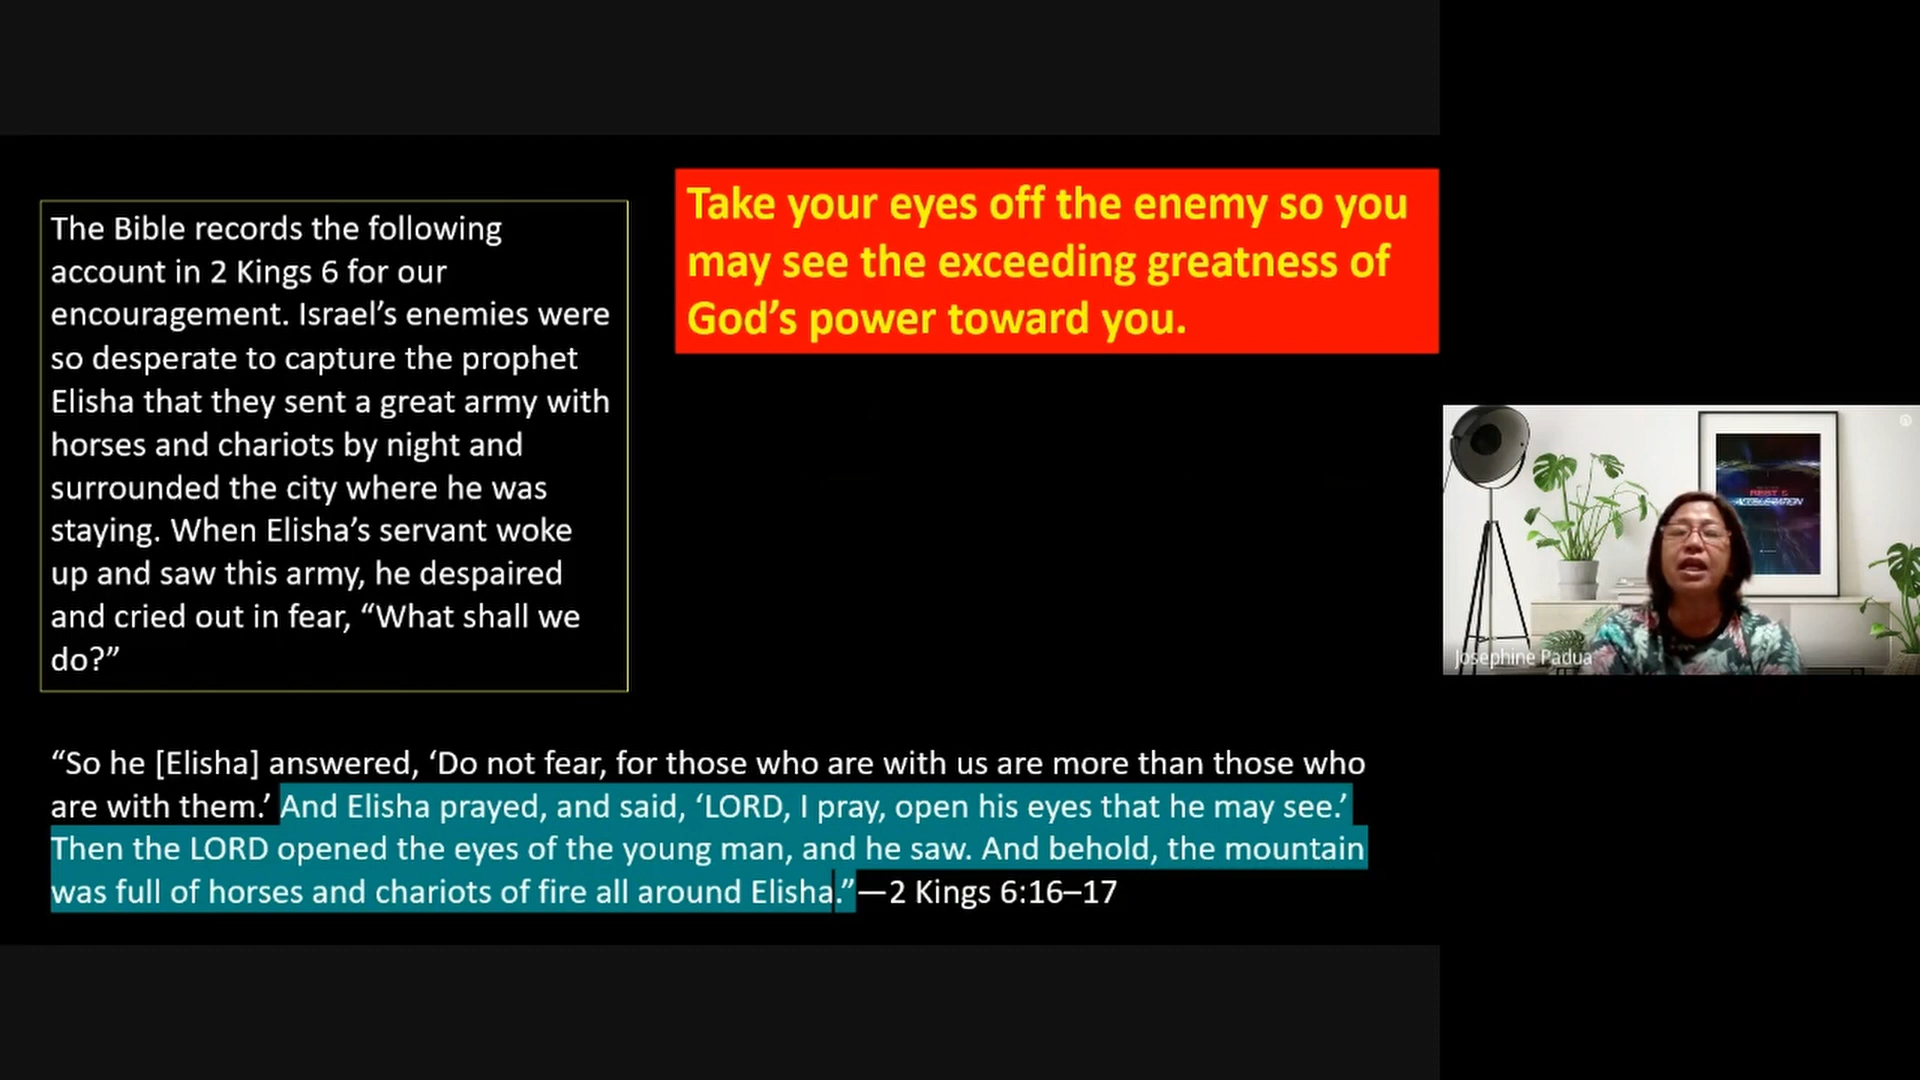 The Bible records the following
account in 2 Kings 6 for our
encouragement. Israel’s enemies were
so desperate to capture the prophet
Elisha that they sent a great army with
horses and chariots by night and
surrounded the city where he was
staying. When Elisha’s servant woke
up and saw this army, he despaired
and cried out in fear, “What shall we
do?”
Take your eyes off the enemy so you
may see the exceeding greatness of
God’s power toward you.
“So he [Elisha] answered, ‘Do not fear, for those who are with us are more than those who
are with them.’ And Elisha prayed, and said, ‘LORD, I pray, open his eyes that he may see.’
Then the LORD opened the eyes of the young man, and he saw. And behold, the mountain
was full of horses and chariots of fire all around Elisha.”—2 Kings 6:16–17
REST &
ACCELERATION
Josephine Padua